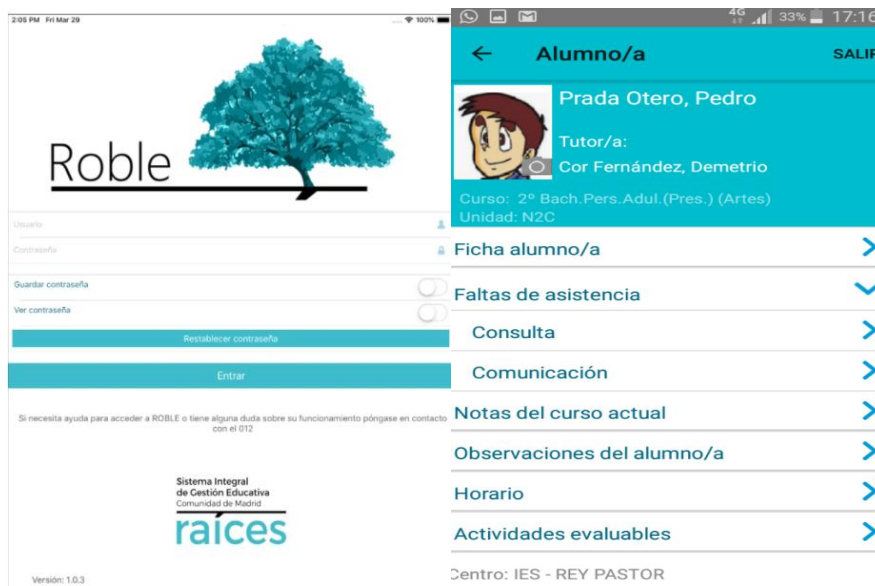 2:05 PM Fri Mar 29
100%
Roble
Usuario
Contraseña
Guardar contraseña
Ver contraseña
Restablecer contraseña
Entrar
Si necesita ayuda para acceder a ROBLE o tiene alguna duda sobre su funcionamiento póngase en contacto
con el 012
Sistema Integral
de Gestión Educativa
Comunidad de Madrid
raíces
Versión: 1.0.3
4G 33% 17:16
Alumno/a SALIR
Prada Otero, Pedro
Tutor/a:
Cor Fernández, Demetrio
Curso: 2º Bach.Pers.Adul.(Pres.) (Artes)
Unidad: N2C
Ficha alumno/a
Faltas de asistencia
Consulta
Comunicación
Notas del curso actual
Observaciones del alumno/a
Horario
Actividades evaluables
Centro: IES - REY PASTOR